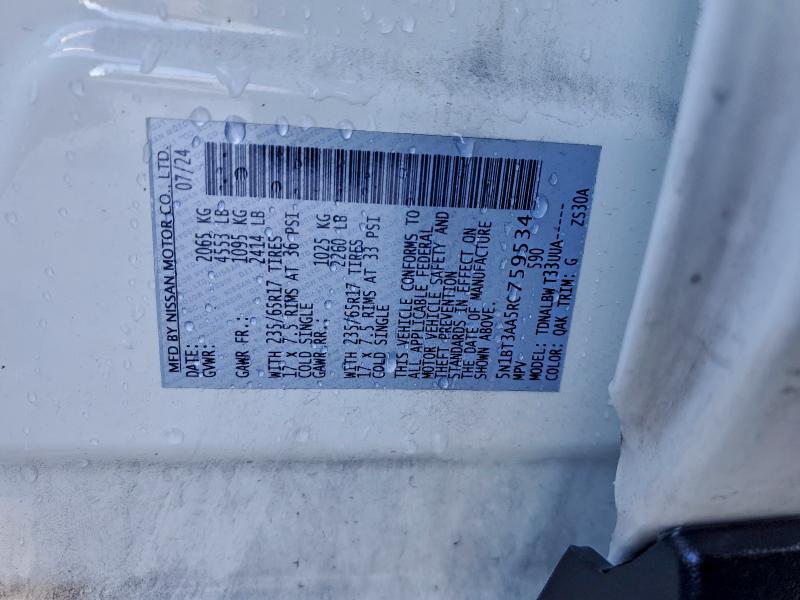 MFD BY NISSAN MOTOR CO., LTD.
DATE: 07/24
GVWR: 2065 KG
4553 LB
GAWR FR.: 1095 KG
2414 LB
WITH 235/65R17 TIRES
17 X 7.5 RIMS AT 36 PSI
COLD SINGLE
GAWR RR.: 1025 KG
2260 LB
WITH 235/65R17 TIRES
17 X 7.5 RIMS AT 33 PSI
COLD SINGLE
THIS VEHICLE CONFORMS TO
ALL APPLICABLE FEDERAL
MOTOR VEHICLE SAFETY AND
THEFT PREVENTION
STANDARDS IN EFFECT ON
THE DATE OF MANUFACTURE
SHOWN ABOVE.
5N1BT3AA5RC759534
MPV 590
MODEL: TDNALBW T33UUA-----
COLOR: QAK TRIM: G ZS30A